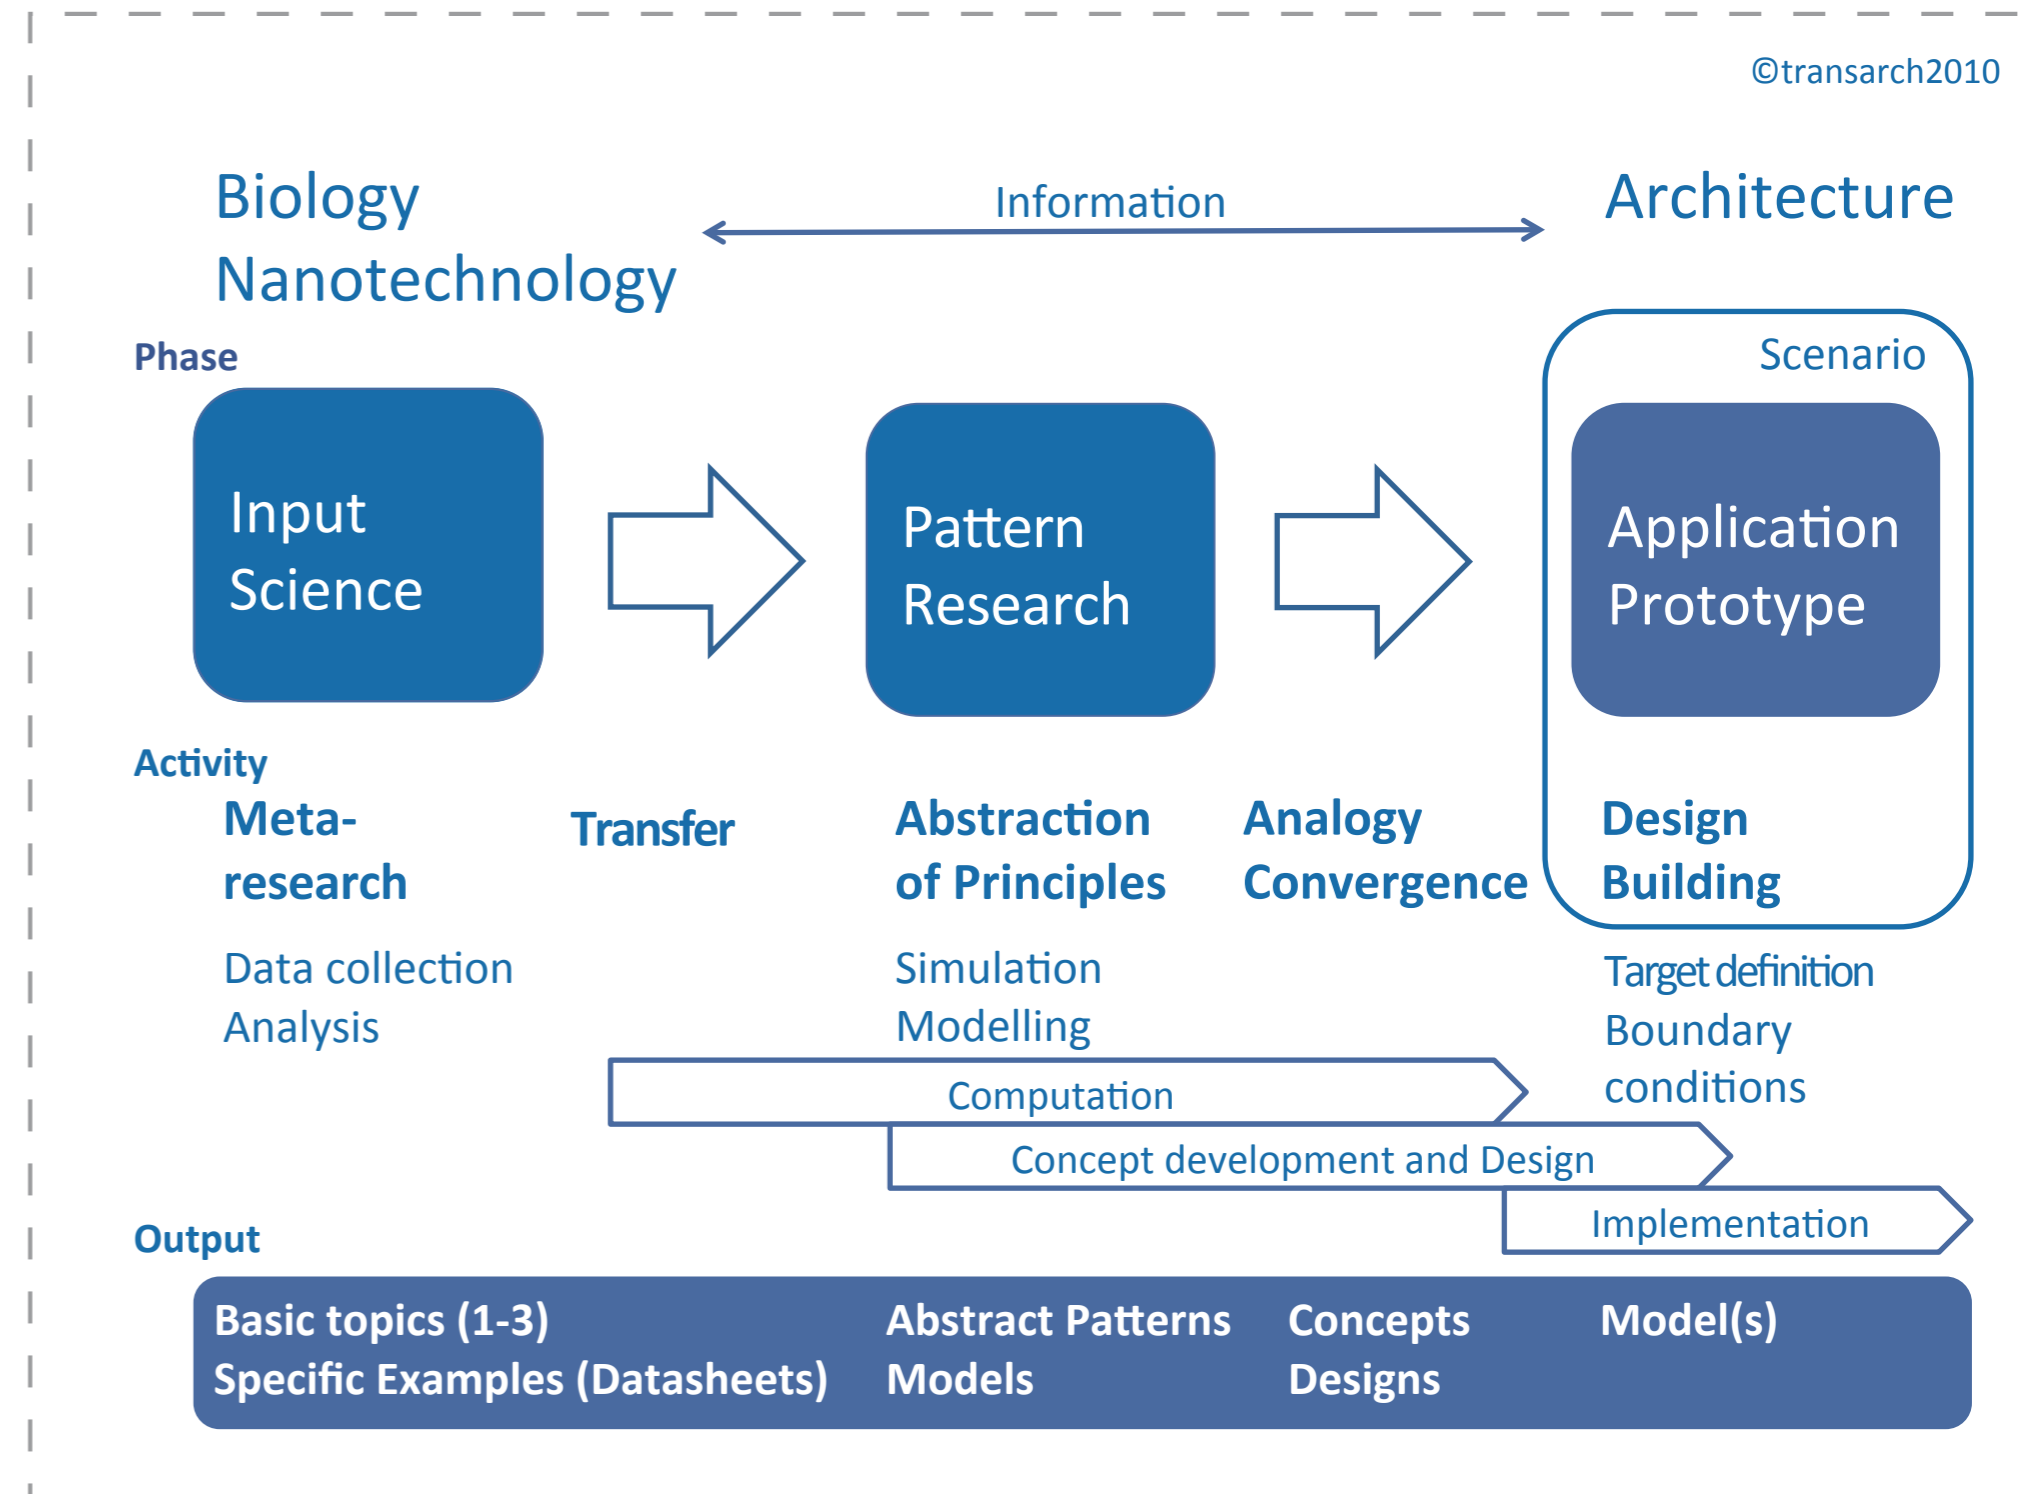 ©transarch2010
Biology
Nanotechnology
Information
Architecture
Phase
Scenario
Input
Science
Pattern
Research
Application
Prototype
Activity
Meta-
research
Transfer
Abstraction
of Principles
Analogy
Convergence
Design
Building
Data collection
Analysis
Simulation
Modelling
Target definition
Boundary
conditions
Computation
Concept development and Design
Implementation
Output
Basic topics (1-3)
Specific Examples (Datasheets)
Abstract Patterns
Models
Concepts
Designs
Model(s)